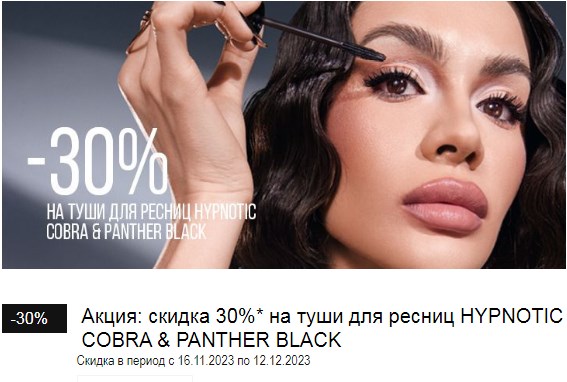 -30%
НА ТУШИ ДЛЯ РЕСНИЦ HYPNOTIC
COBRA & PANTHER BLACK
-30%
Акция: скидка 30%* на туши для ресниц HYPNOTIC
COBRA & PANTHER BLACK
Скидка в период с 16.11.2023 по 12.12.2023